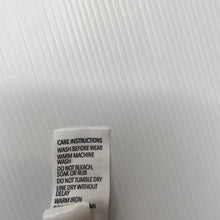 CARE INSTRUCTIONS
WASH BEFORE WEAR
WARM MACHINE
WASH
DO NOT BLEACH,
SOAK OR RUB
DO NOT TUMBLE DRY
LINE DRY WITHOUT
DELAY
WARM IRON